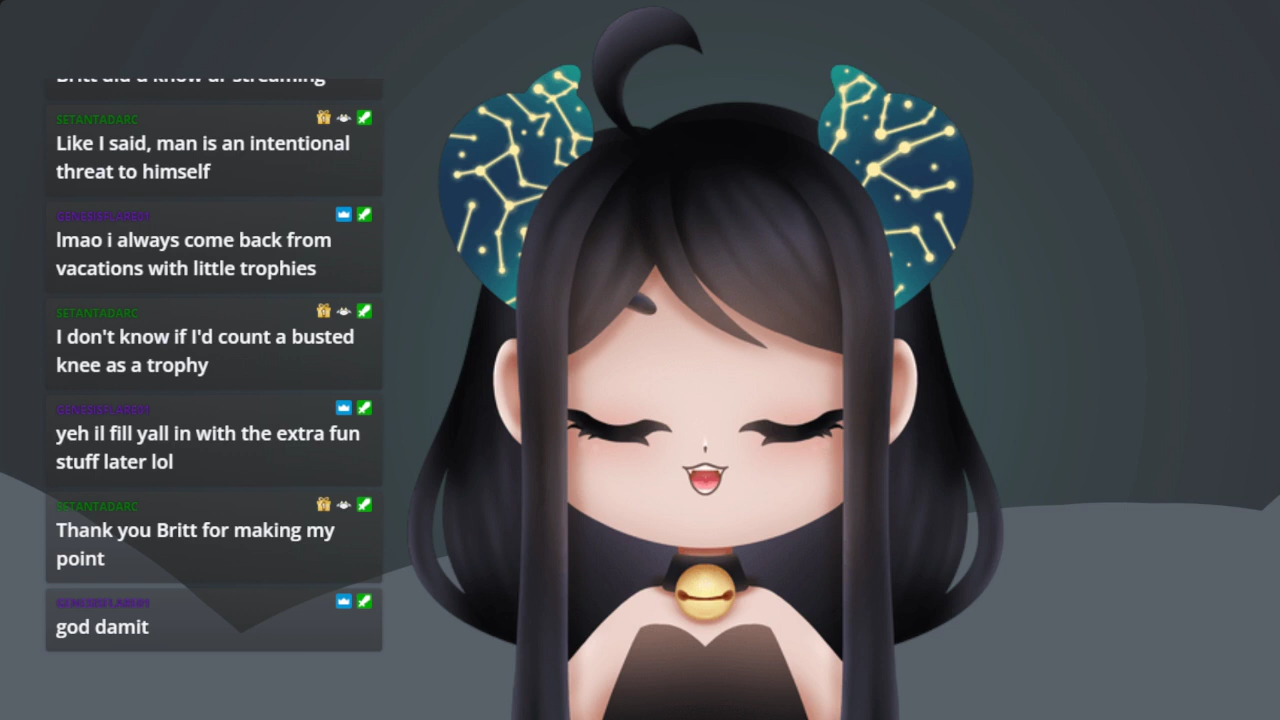 SETANTADARC
Like I said, man is an intentional
threat to himself
lmao i always come back from
vacations with little trophies
SETANTADARC
I don't know if I'd count a busted
knee as a trophy
yeh il fill yall in with the extra fun
stuff later lol
SETANTADARC
Thank you Britt for making my
point
god damit